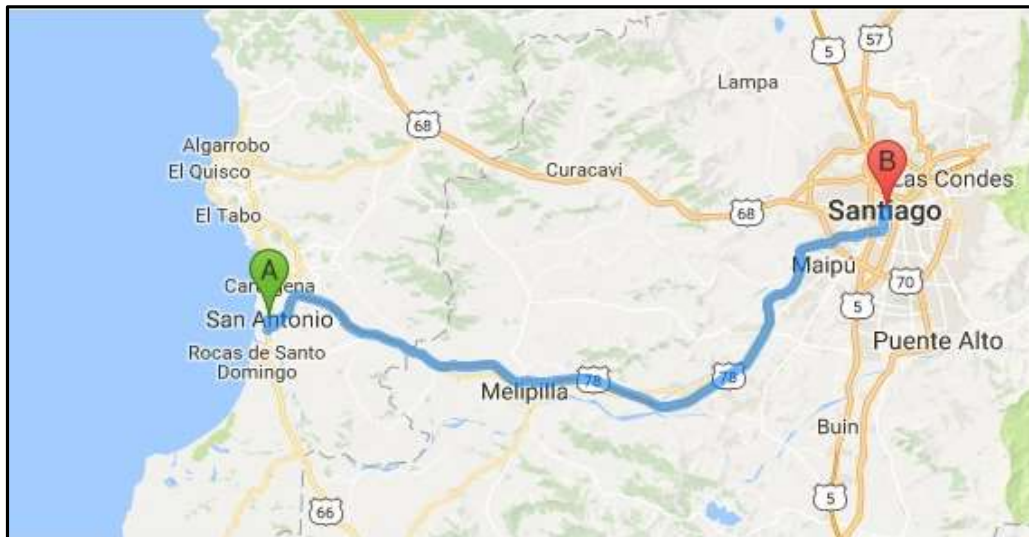 5
57
Lampa
68
Algarrobo
El Quisco
Curacavi
B
Las Condes
El Tabo
68
Santiago
A
Cartagena
Maipú
70
San Antonio
5
Rocas de Santo
Domingo
Puente Alto
Melipilla
78
78
Buin
66
5